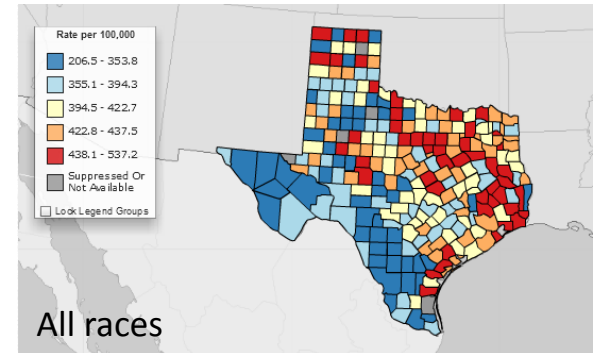 Rate per 100,000
206.5 - 353.8
355.1 - 394.3
394.5 - 422.7
422.8 - 437.5
438.1 - 537.2
Suppressed Or
Not Available
Lock Legend Groups
All races